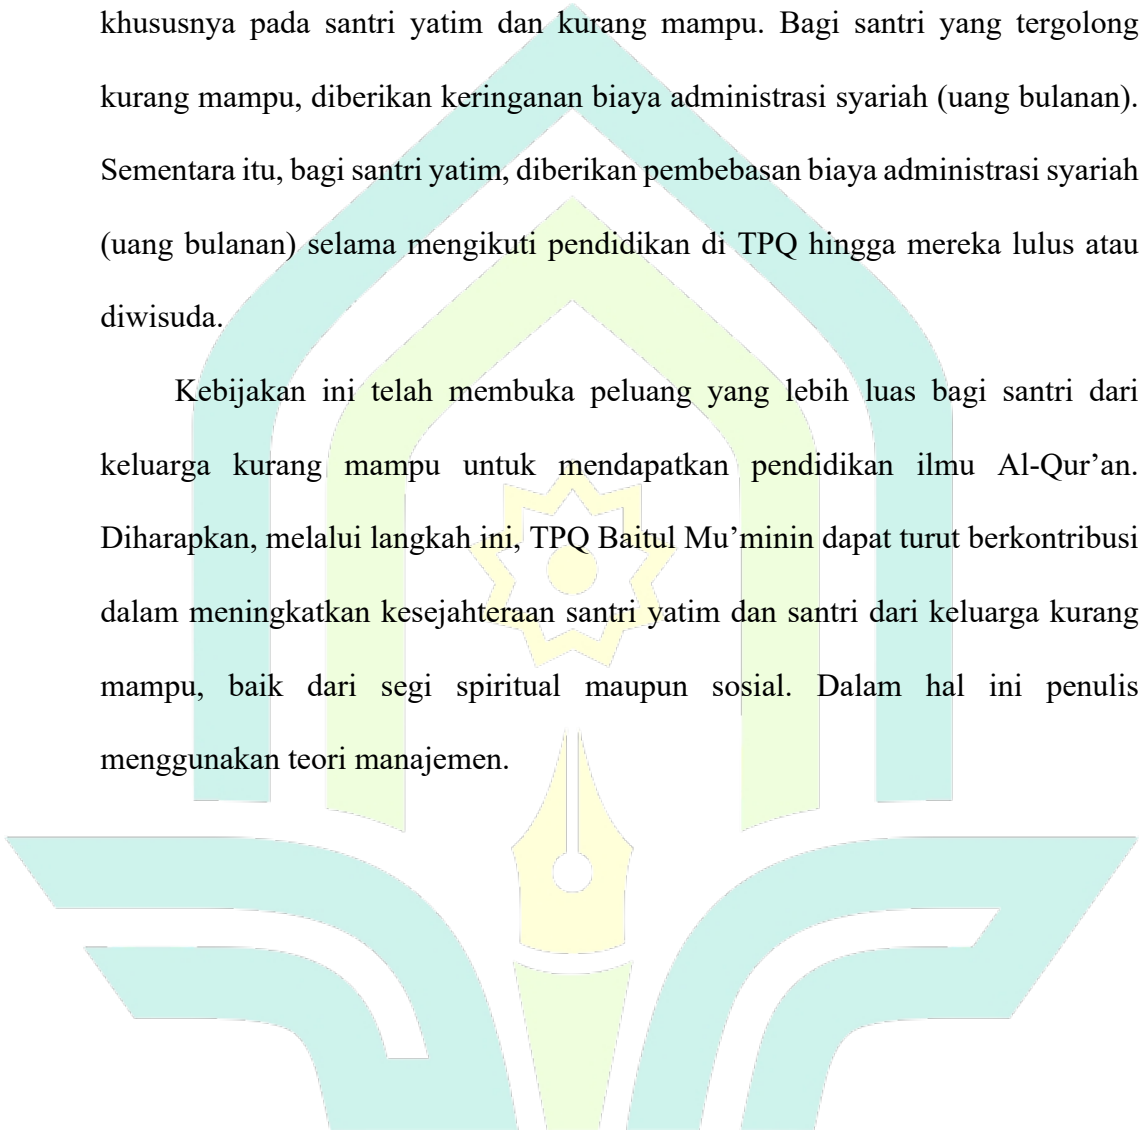 khususnya pada santri yatim dan kurang mampu. Bagi santri yang tergolong
kurang mampu, diberikan keringanan biaya administrasi syariah (uang bulanan).
Sementara itu, bagi santri yatim, diberikan pembebasan biaya administrasi syariah
(uang bulanan) selama mengikuti pendidikan di TPQ hingga mereka lulus atau
diwisuda.
Kebijakan ini telah membuka peluang yang lebih luas bagi santri dari
keluarga kurang mampu untuk mendapatkan pendidikan ilmu Al-Qur’an.
Diharapkan, melalui langkah ini, TPQ Baitul Mu’minin dapat turut berkontribusi
dalam meningkatkan kesejahteraan santri yatim dan santri dari keluarga kurang
mampu, baik dari segi spiritual maupun sosial. Dalam hal ini penulis
menggunakan teori manajemen.